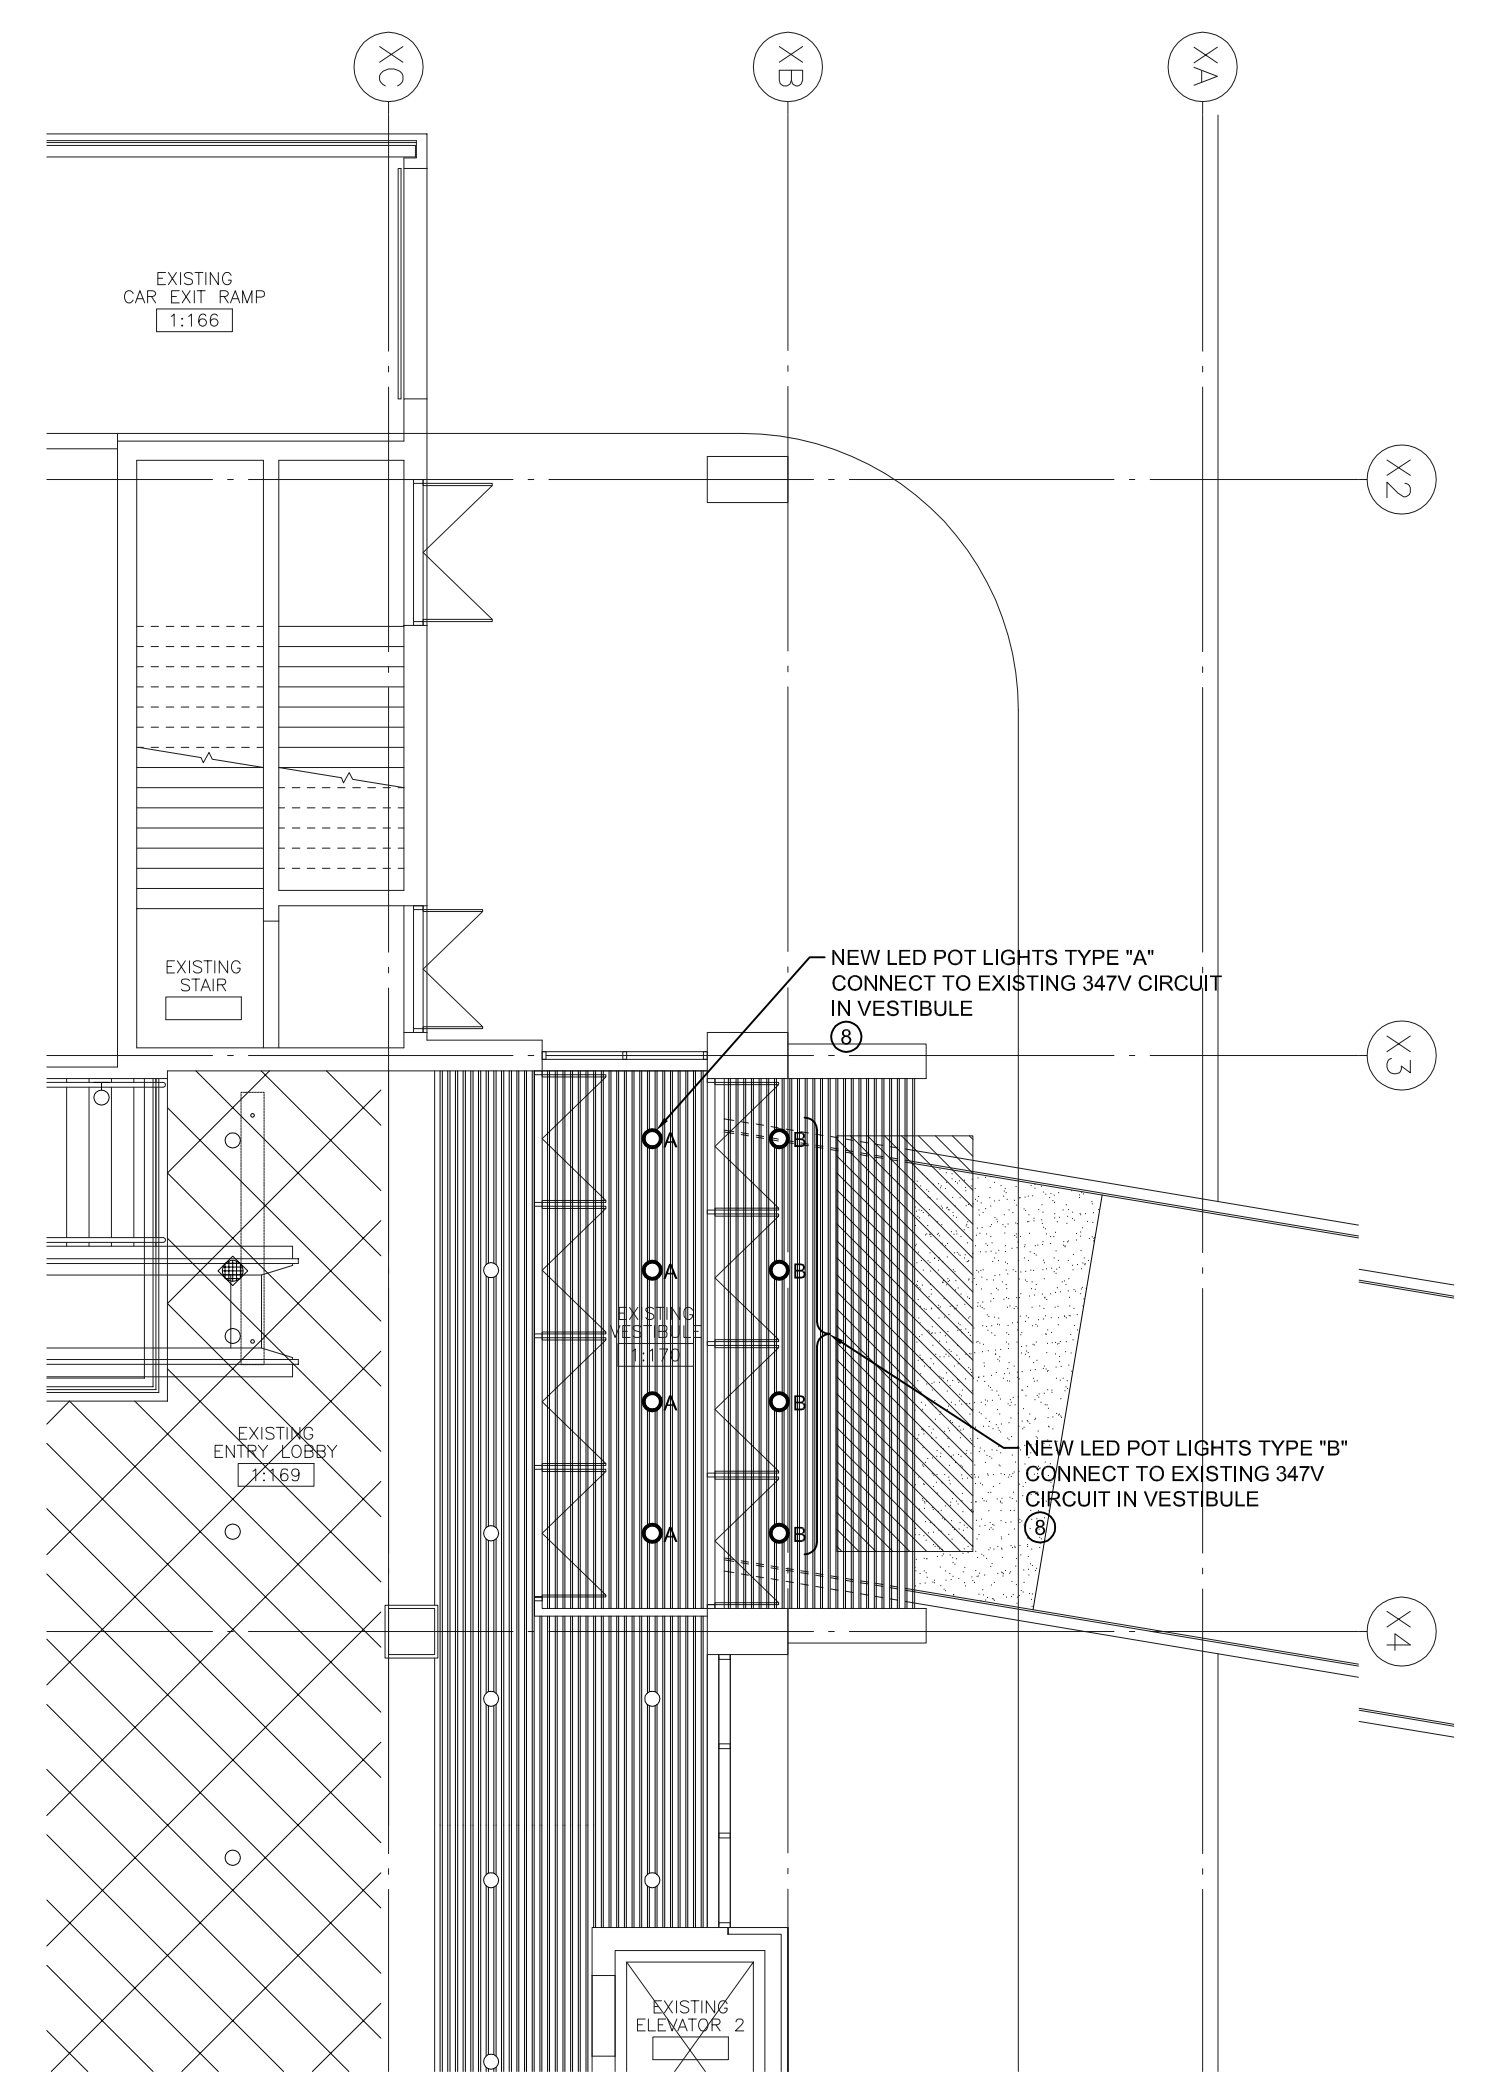 XC
XB
XA
EXISTING
CAR EXIT RAMP
1:166
X2
NEW LED POT LIGHTS TYPE "A"
CONNECT TO EXISTING 347V CIRCUIT
IN VESTIBULE
8
EXISTING
STAIR
X3
A
B
A
B
EXISTING
VESTIBULE
1:170
A
B
EXISTING
ENTRY LOBBY
1:169
NEW LED POT LIGHTS TYPE "B"
CONNECT TO EXISTING 347V
CIRCUIT IN VESTIBULE
8
A
B
X4
EXISTING
ELEVATOR 2